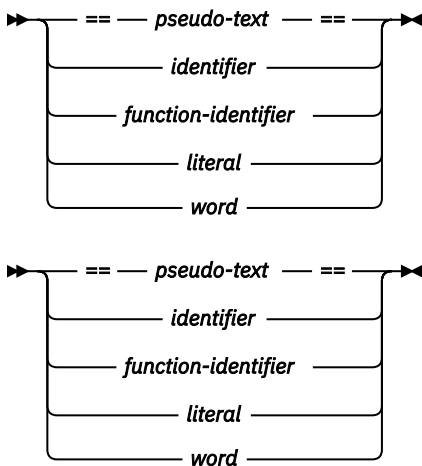 == pseudo-text ==
identifier
function-identifier
literal
word
== pseudo-text ==
identifier
function-identifier
literal
word